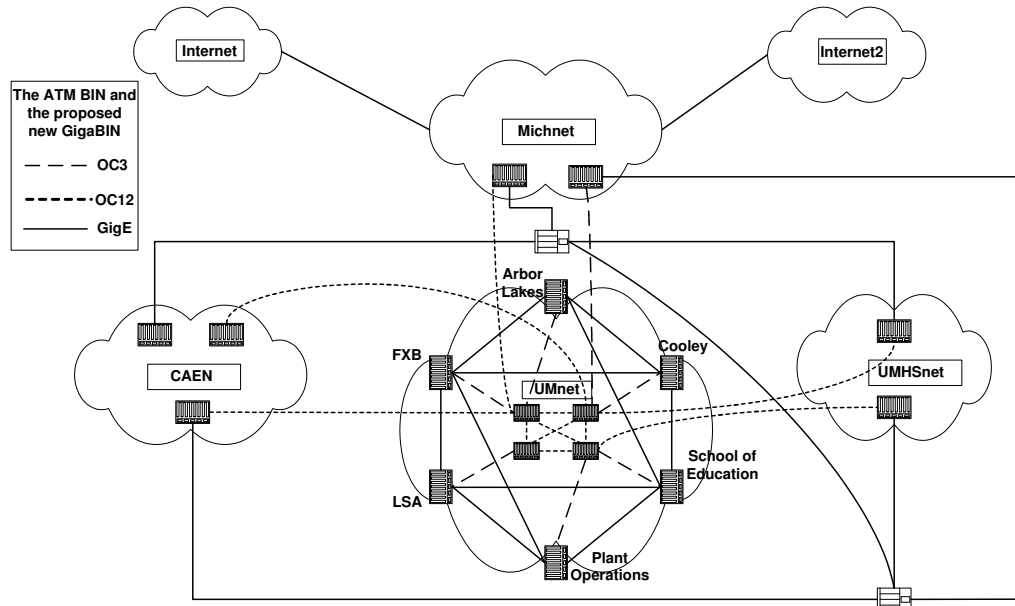 Internet
Internet2
The ATM BIN and
the proposed
new GigaBIN
OC3
OC12
GigE
Michnet
Arbor
Lakes
FXB
Cooley
CAEN
UMnet
UMHSnet
School of
Education
LSA
Plant
Operations